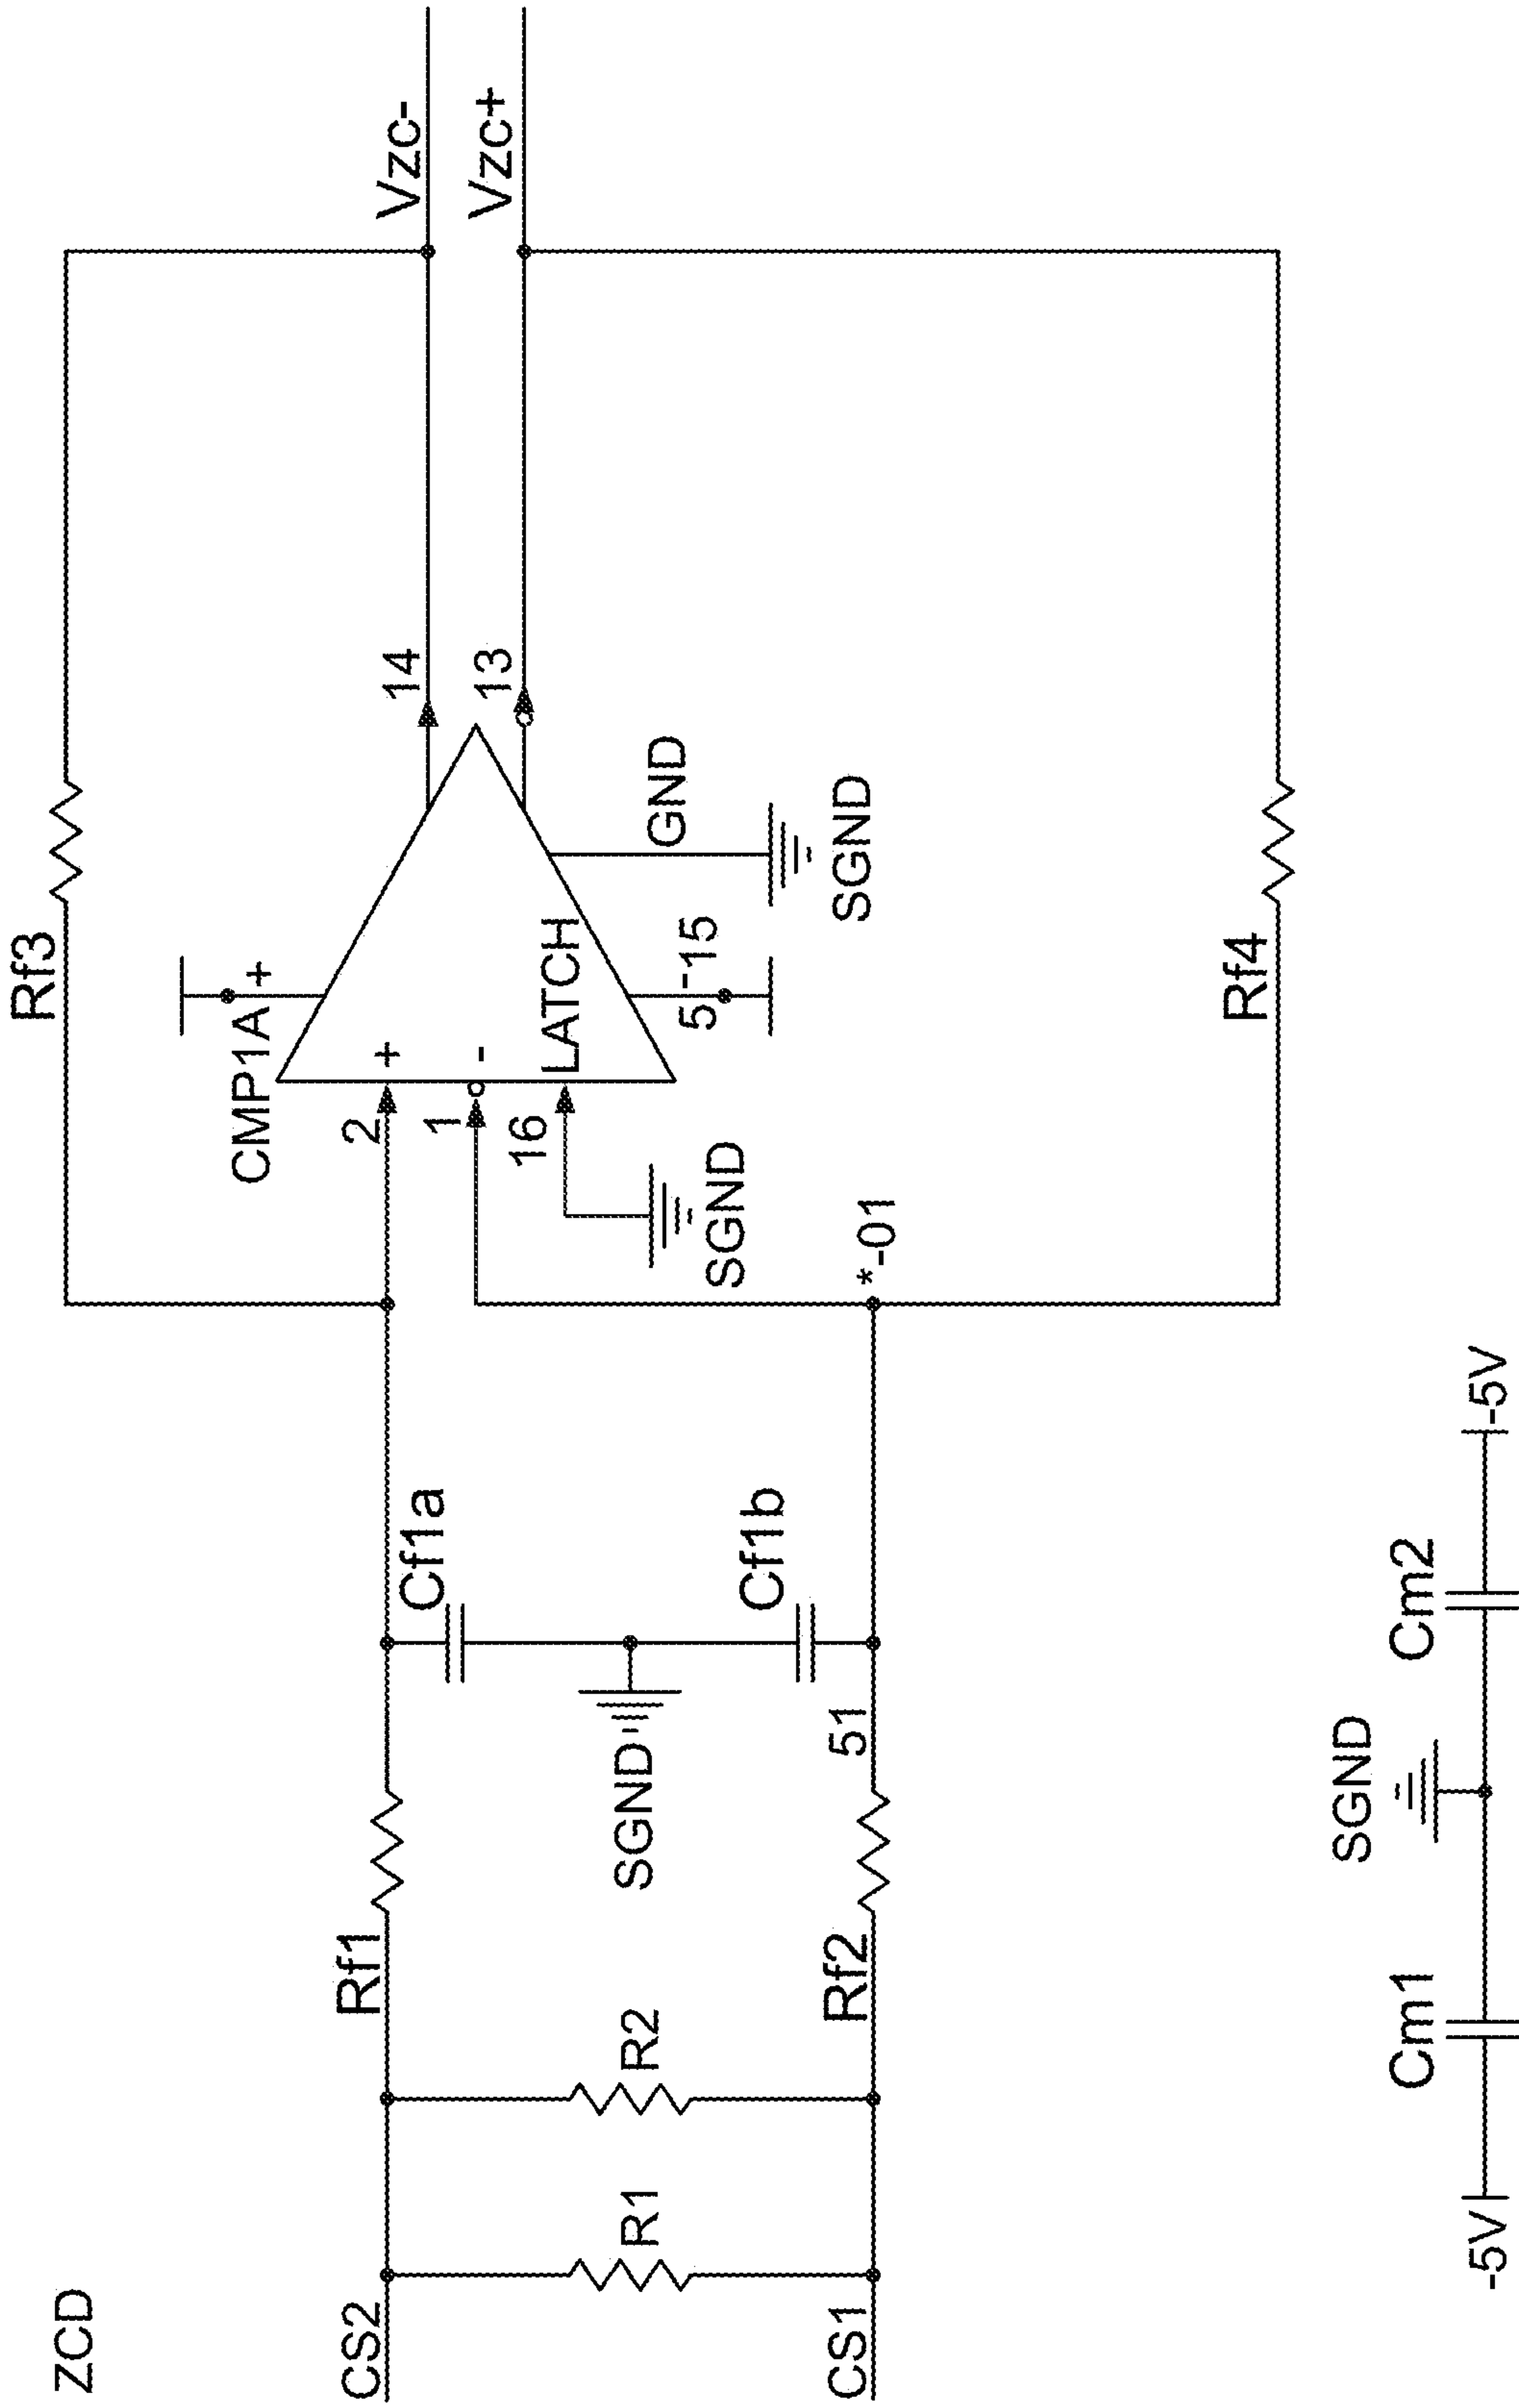 ZCD
CS2
CS1
R1
R2
Rf1
Rf2
51
SGND
Cf1a
Cf1b
Rf3
CMP1A
+
2
1
16
+
-
LATCH
SGND
*-01
5
-15
GND
SGND
14
13
Rf4
Vzc-
Vzc+
-5V
Cm1
SGND
Cm2
-5V